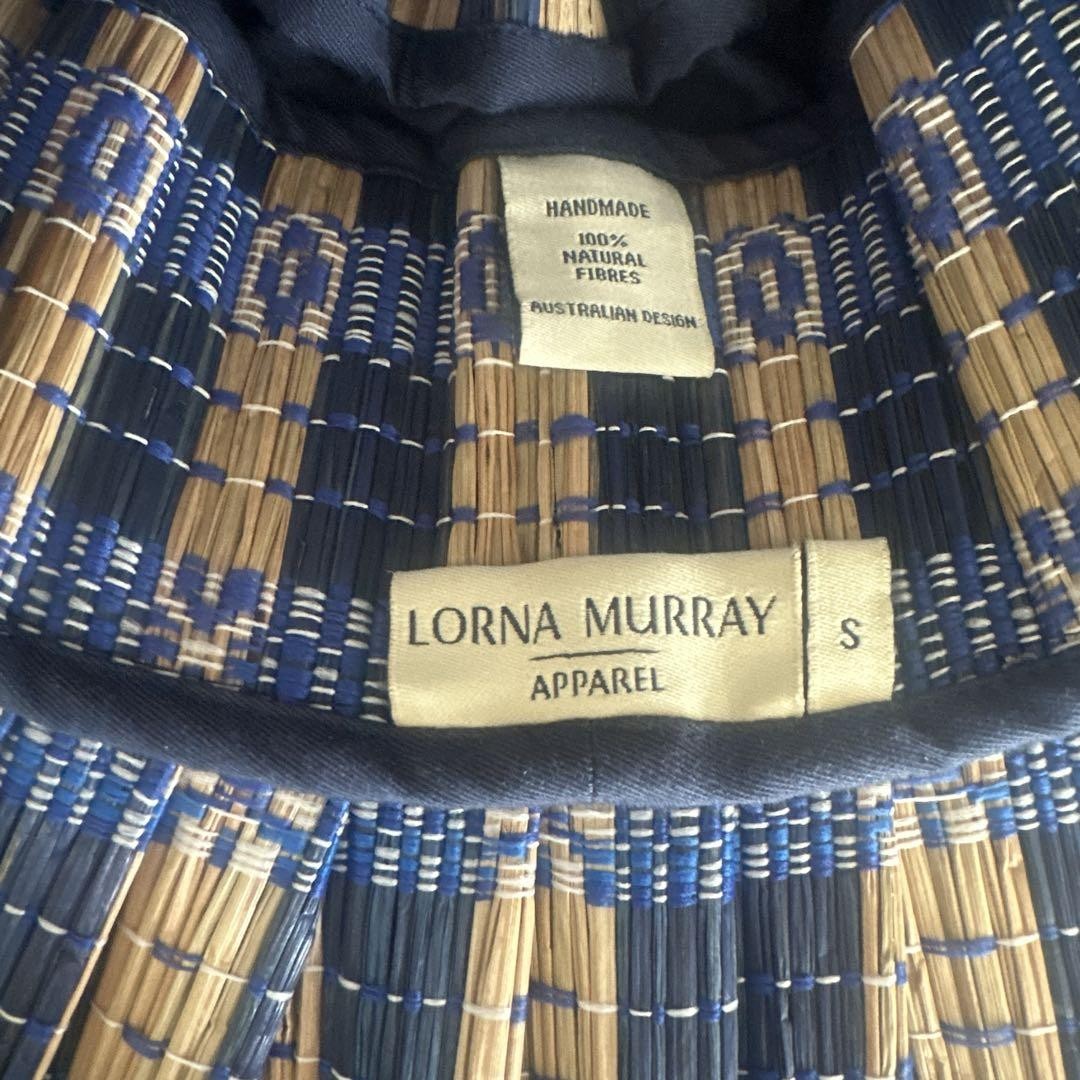 HANDMADE
100%
NATURAL
FIBRES
AUSTRALIAN DESIGN
LORNA MURRAY
APPAREL
S